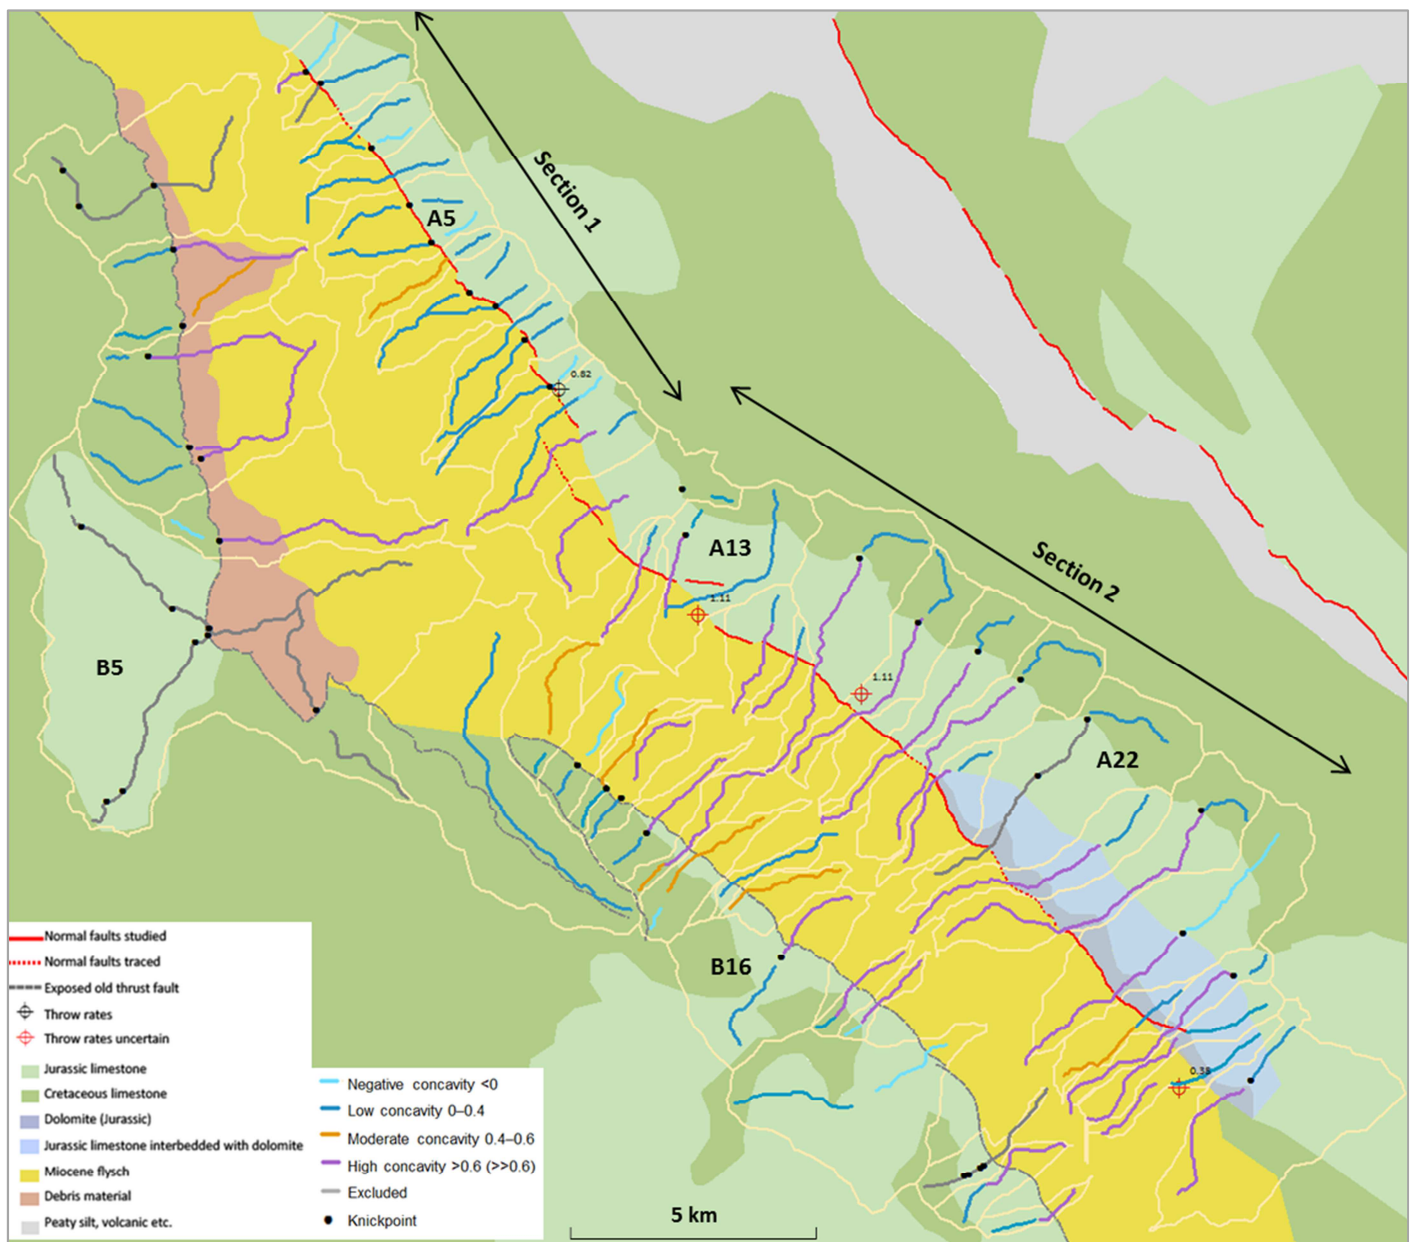 Section 1
A5
0.82
A13
Section 2
1.11
1.11
B5
A22
B16
0.35
Normal faults studied
Normal faults traced
Exposed old thrust fault
Throw rates
Throw rates uncertain
Jurassic limestone
Cretaceous limestone
Dolomite (Jurassic)
Jurassic limestone interbedded with dolomite
Miocene flysch
Debris material
Peaty silt, volcanic etc.
Negative concavity <0
Low concavity 0–0.4
Moderate concavity 0.4–0.6
High concavity >0.6 (>>0.6)
Excluded
Knickpoint
5 km